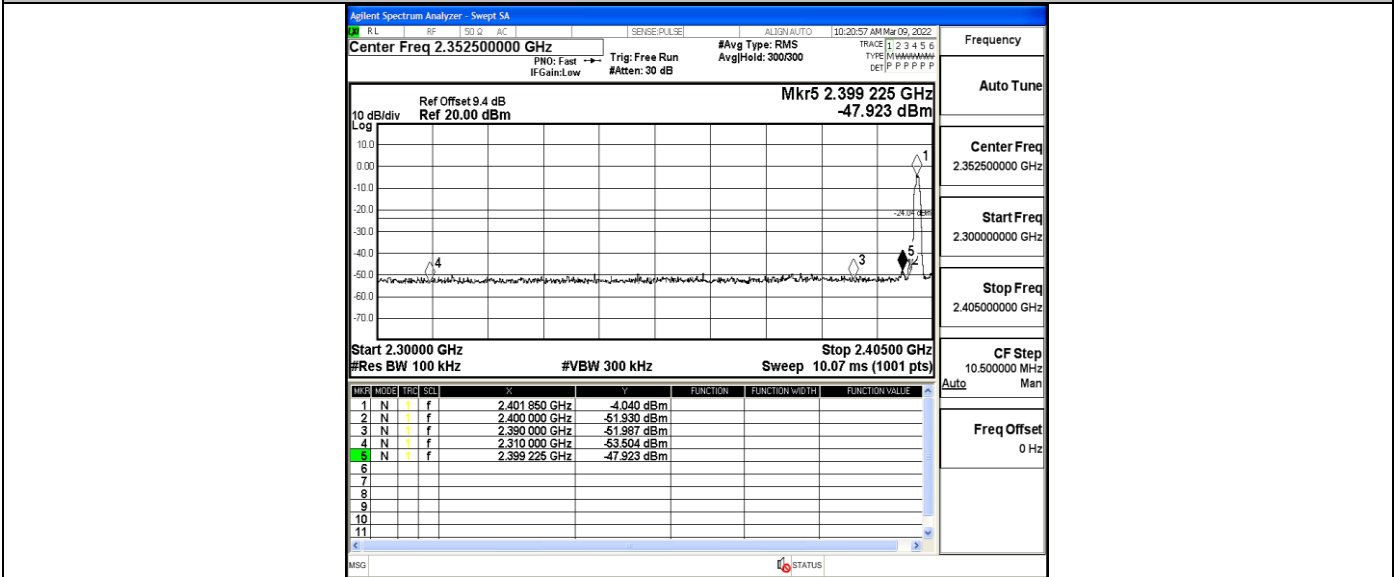 Agilent Spectrum Analyzer - Swept SA
RL RF 50 Ω AC SENSE:PULSE ALIGN AUTO 10:20:57 AM Mar 09, 2022
Center Freq 2.352500000 GHz
PNO: Fast
IFGain:Low
Trig: Free Run
#Atten: 30 dB
#Avg Type: RMS
Avg|Hold: 300/300
TRACE 1 2 3 4 5 6
TYPE MWWWWW
DET P P P P P P
Mkr5 2.399 225 GHz
-47.923 dBm
Ref Offset 9.4 dB
10 dB/div Ref 20.00 dBm
Log
10.0
0.00
-10.0
-20.0
-30.0
-40.0
-50.0
-60.0
-70.0
1
-24.04 dBm
4
3
5
2
Start 2.30000 GHz Stop 2.40500 GHz
#Res BW 100 kHz #VBW 300 kHz Sweep 10.07 ms (1001 pts)
MKR MODE TRC SCL X Y FUNCTION FUNCTION WIDTH FUNCTION VALUE
1 N 1 f 2.401 850 GHz -4.040 dBm
2 N 1 f 2.400 000 GHz -51.930 dBm
3 N 1 f 2.390 000 GHz -51.987 dBm
4 N 1 f 2.310 000 GHz -53.504 dBm
5 N 1 f 2.399 225 GHz -47.923 dBm
6
7
8
9
10
11
MSG STATUS
Frequency
Auto Tune
Center Freq
2.352500000 GHz
Start Freq
2.300000000 GHz
Stop Freq
2.405000000 GHz
CF Step
10.500000 MHz
Auto Man
Freq Offset
0 Hz